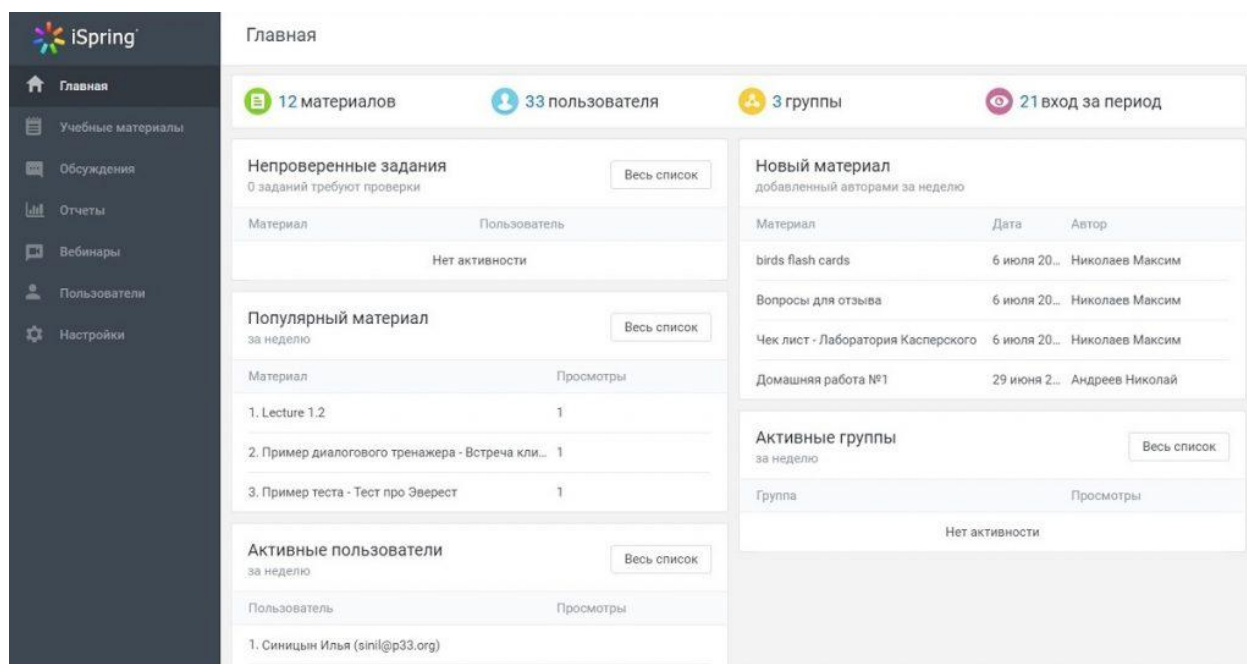 iSpring
Главная
Учебные материалы
Обсуждения
Отчеты
Вебинары
Пользователи
Настройки
Главная
12 материалов
33 пользователя
3 группы
21 вход за период
Непроверенные задания
0 заданий требуют проверки
Весь список
Материал Пользователь
Нет активности
Популярный материал
за неделю
Весь список
Материал Просмотры
1. Lecture 1.2 1
2. Пример диалогового тренажера - Встреча кли... 1
3. Пример теста - Тест про Эверест 1
Активные пользователи
за неделю
Весь список
Пользователь Просмотры
1. Синицын Илья (sinil@p33.org)
Новый материал
добавленный авторами за неделю
Материал Дата Автор
birds flash cards 6 июля 20... Николаев Максим
Вопросы для отзыва 6 июля 20... Николаев Максим
Чек лист - Лаборатория Касперского 6 июля 20... Николаев Максим
Домашняя работа №1 29 июня 2... Андреев Николай
Активные группы
за неделю
Весь список
Группа Просмотры
Нет активности